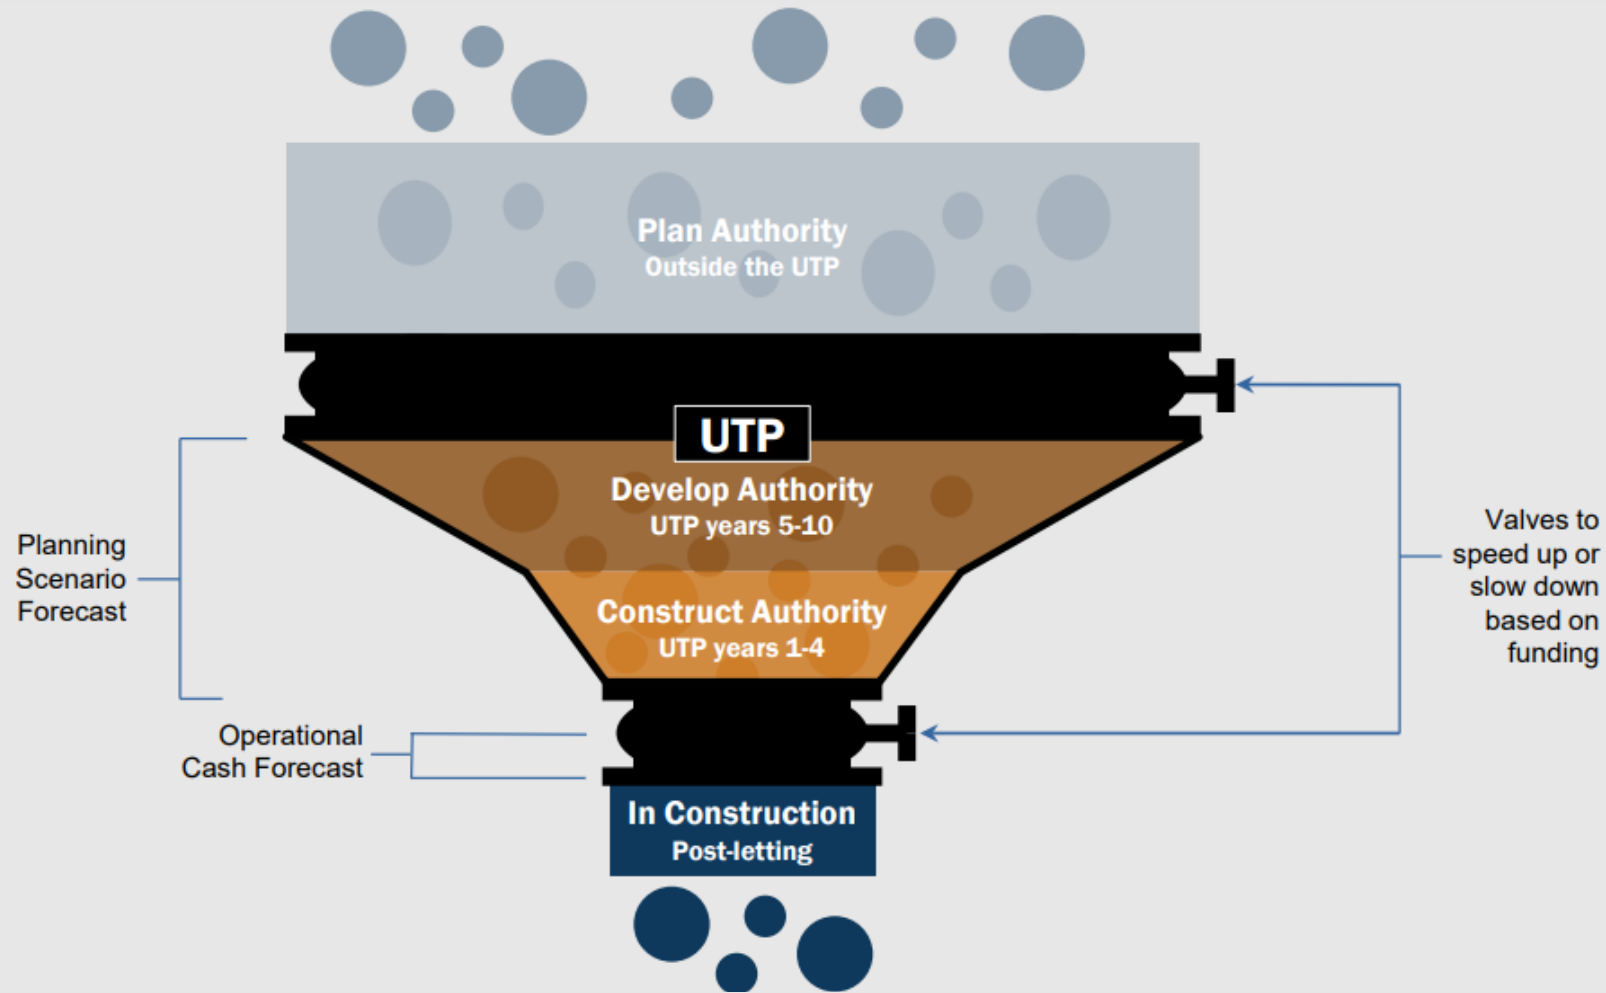 Plan Authority
Outside the UTP
UTP
Develop Authority
UTP years 5-10
Construct Authority
UTP years 1-4
Planning
Scenario
Forecast
Operational
Cash Forecast
Valves to
speed up or
slow down
based on
funding
In Construction
Post-letting